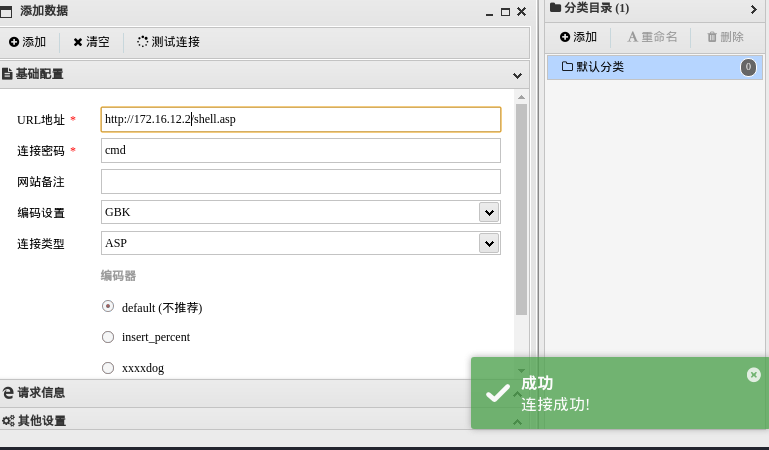 添加数据
添加 清空 测试连接
基础配置
URL地址 * http://172.16.12.2/shell.asp
连接密码 * cmd
网站备注
编码设置 GBK
连接类型 ASP
编码器
default (不推荐)
insert_percent
xxxxdog
请求信息
其他设置
分类目录 (1)
添加 重命名 删除
默认分类 0
成功
连接成功!